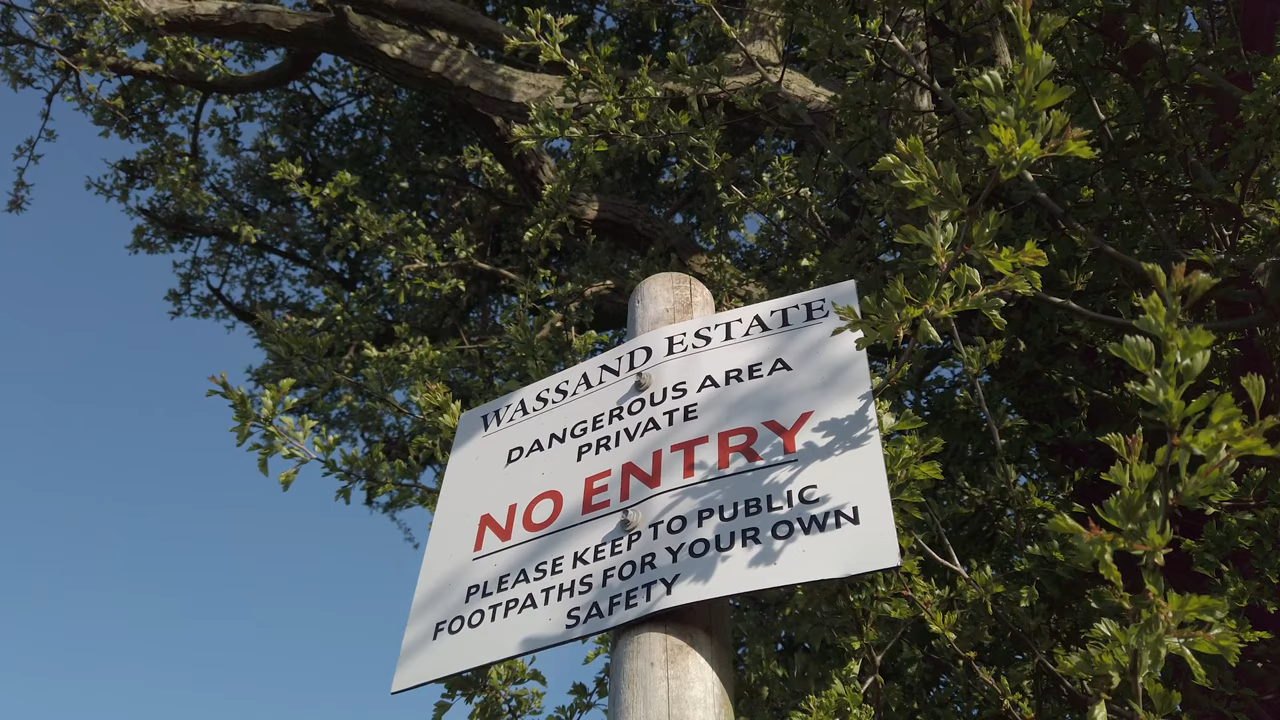 WASSAND ESTATE
DANGEROUS AREA
PRIVATE
NO ENTRY
PLEASE KEEP TO PUBLIC
FOOTPATHS FOR YOUR OWN
SAFETY